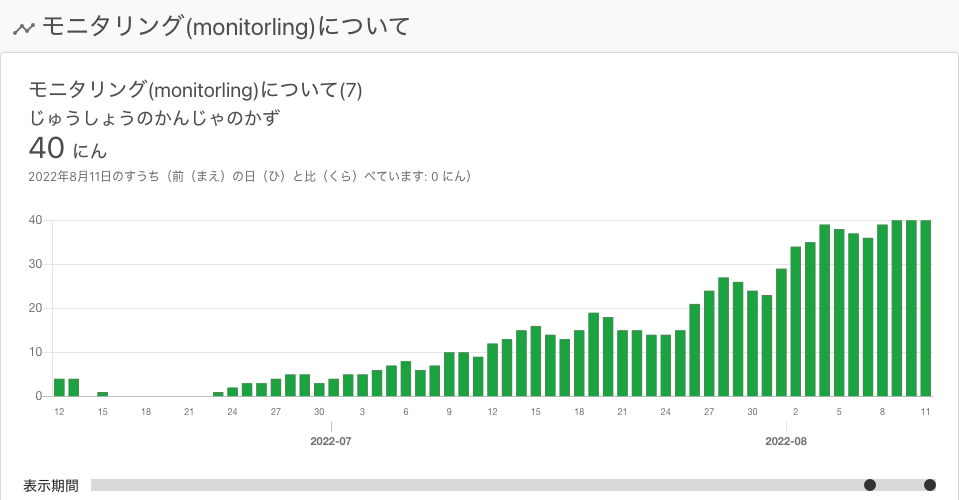 モニタリング(monitorling)について
モニタリング(monitorling)について(7)
じゅうしょうのかんじゃのかず
40 にん
2022年8月11日のすうち（前（まえ）の日（ひ）と比（くら）べています: 0 にん）
40
30
20
10
0
12 15 18 21 24 27 30 3 6 9 12 15 18 21 24 27 30 2 5 8 11
2022-07 2022-08
表示期間